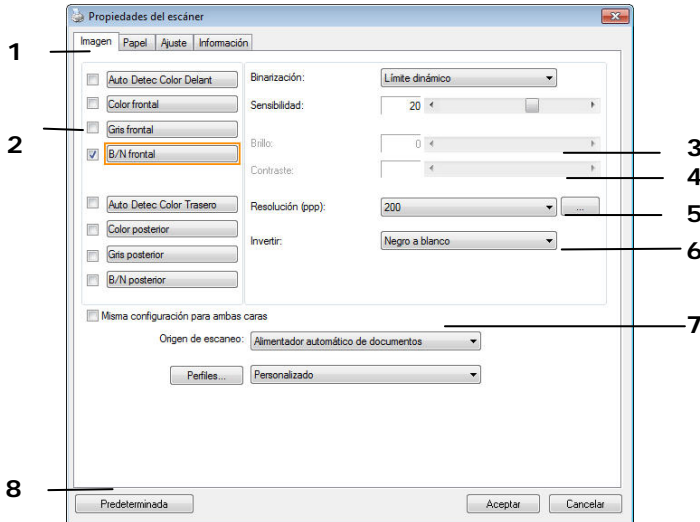 Propiedades del escáner
Imagen Papel Ajuste Información
1
Auto Detec Color Delant
Color frontal
2
Gris frontal
B/N frontal
Auto Detec Color Trasero
Color posterior
Gris posterior
B/N posterior
Binarización: Límite dinámico
Sensibilidad: 20
Brillo: 0
3
Contraste:
4
Resolución (ppp): 200 ...
5
Invertir: Negro a blanco
6
Misma configuración para ambas caras
7
Origen de escaneo: Alimentador automático de documentos
Perfiles... Personalizado
8
Predeterminada Aceptar Cancelar